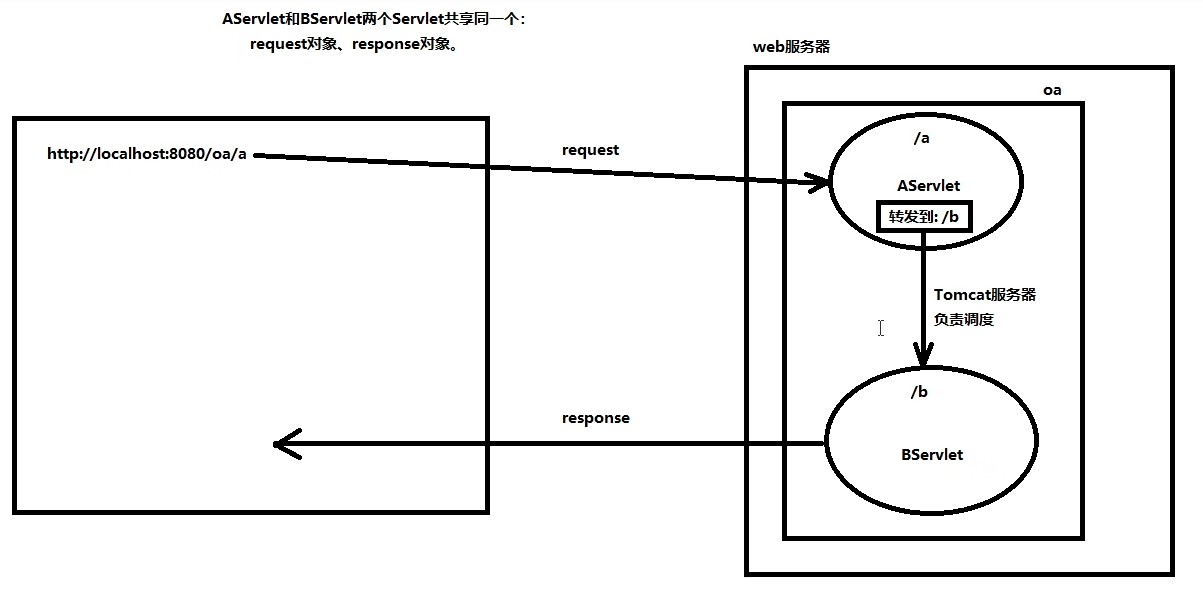 AServlet和BServlet两个Servlet共享同一个：
request对象、response对象。
web服务器
oa
http://localhost:8080/oa/a
request
/a
AServlet
转发到: /b
Tomcat服务器
负责调度
/b
response
BServlet